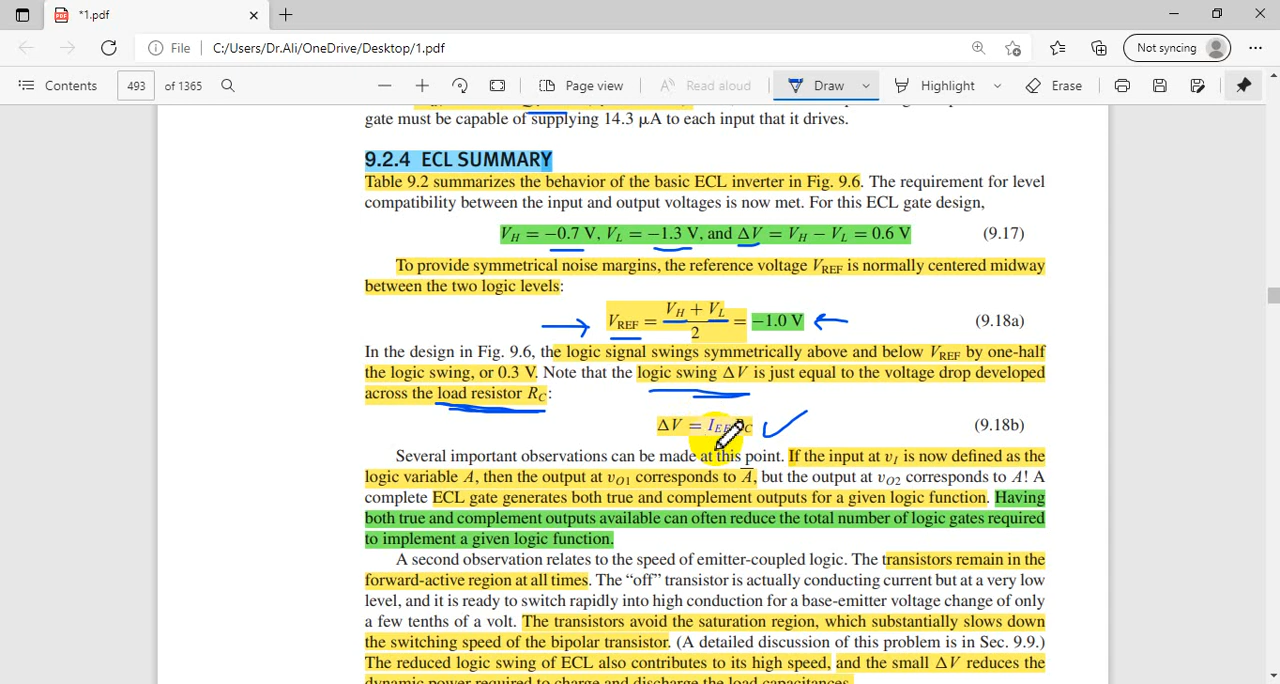 *1.pdf
File C:/Users/Dr.Ali/OneDrive/Desktop/1.pdf Not syncing
Contents 493 of 1365 Page view Read aloud Draw Highlight Erase
gate must be capable of supplying 14.3 μA to each input that it drives.
9.2.4 ECL SUMMARY
Table 9.2 summarizes the behavior of the basic ECL inverter in Fig. 9.6. The requirement for level
compatibility between the input and output voltages is now met. For this ECL gate design,
V_H = −0.7 V, V_L = −1.3 V, and ΔV = V_H − V_L = 0.6 V (9.17)
To provide symmetrical noise margins, the reference voltage V_REF is normally centered midway
between the two logic levels:
V_REF = (V_H + V_L)/2 = −1.0 V (9.18a)
In the design in Fig. 9.6, the logic signal swings symmetrically above and below V_REF by one-half
the logic swing, or 0.3 V. Note that the logic swing ΔV is just equal to the voltage drop developed
across the load resistor R_C:
ΔV = I_E C (9.18b)
Several important observations can be made at this point. If the input at v_I is now defined as the
logic variable A, then the output at v_O1 corresponds to A̅, but the output at v_O2 corresponds to A! A
complete ECL gate generates both true and complement outputs for a given logic function. Having
both true and complement outputs available can often reduce the total number of logic gates required
to implement a given logic function.
A second observation relates to the speed of emitter-coupled logic. The transistors remain in the
forward-active region at all times. The “off” transistor is actually conducting current but at a very low
level, and it is ready to switch rapidly into high conduction for a base-emitter voltage change of only
a few tenths of a volt. The transistors avoid the saturation region, which substantially slows down
the switching speed of the bipolar transistor. (A detailed discussion of this problem is in Sec. 9.9.)
The reduced logic swing of ECL also contributes to its high speed, and the small ΔV reduces the
dynamic power required to charge and discharge the load capacitances.